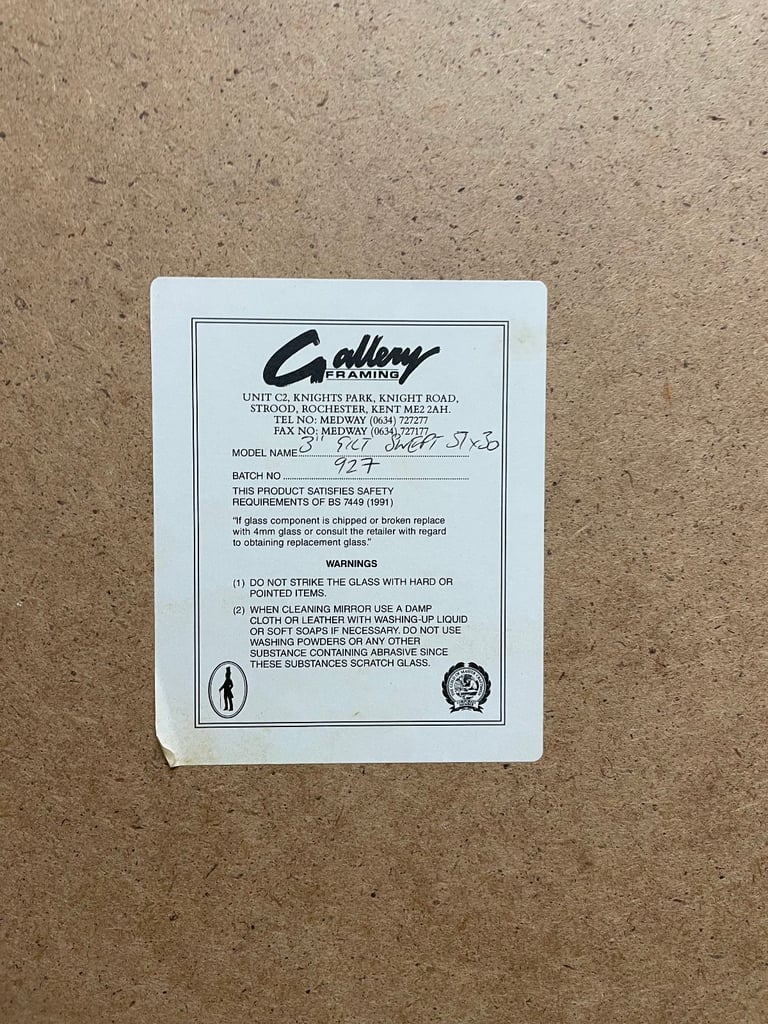 Gallery
FRAMING
UNIT C2, KNIGHTS PARK, KNIGHT ROAD,
STROOD, ROCHESTER, KENT ME2 2AH.
TEL NO: MEDWAY (0634) 727277
FAX NO: MEDWAY (0634) 727177
MODEL NAME 3" GILT SWEPT 57x30
BATCH NO 927
THIS PRODUCT SATISFIES SAFETY
REQUIREMENTS OF BS 7449 (1991)
"If glass component is chipped or broken replace
with 4mm glass or consult the retailer with regard
to obtaining replacement glass."
WARNINGS
(1) DO NOT STRIKE THE GLASS WITH HARD OR
POINTED ITEMS.
(2) WHEN CLEANING MIRROR USE A DAMP
CLOTH OR LEATHER WITH WASHING-UP LIQUID
OR SOFT SOAPS IF NECESSARY. DO NOT USE
WASHING POWDERS OR ANY OTHER
SUBSTANCE CONTAINING ABRASIVE SINCE
THESE SUBSTANCES SCRATCH GLASS.